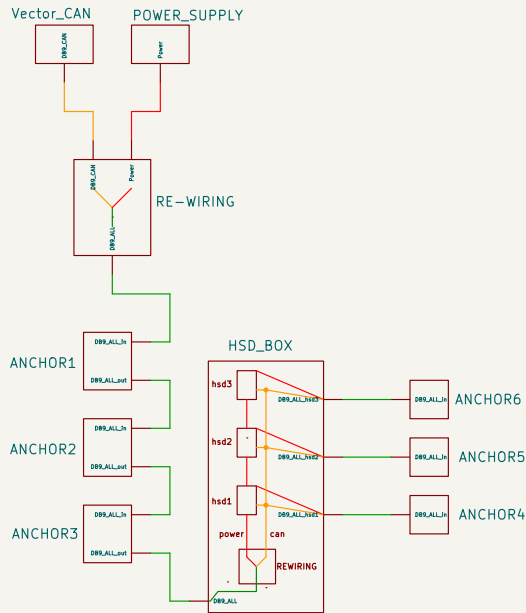 Vector_CAN
POWER_SUPPLY
DB9_CAN
Power
DB9_CAN
Power
DB9_ALL
RE-WIRING
ANCHOR1
DB9_ALL_in
DB9_ALL_out
ANCHOR2
DB9_ALL_in
DB9_ALL_out
ANCHOR3
DB9_ALL_in
DB9_ALL_out
HSD_BOX
hsd3
DB9_ALL_hsd3
hsd2
DB9_ALL_hsd2
hsd1
DB9_ALL_hsd1
power
can
REWIRING
DB9_ALL
DB9_ALL_in
ANCHOR6
DB9_ALL_in
ANCHOR5
DB9_ALL_in
ANCHOR4